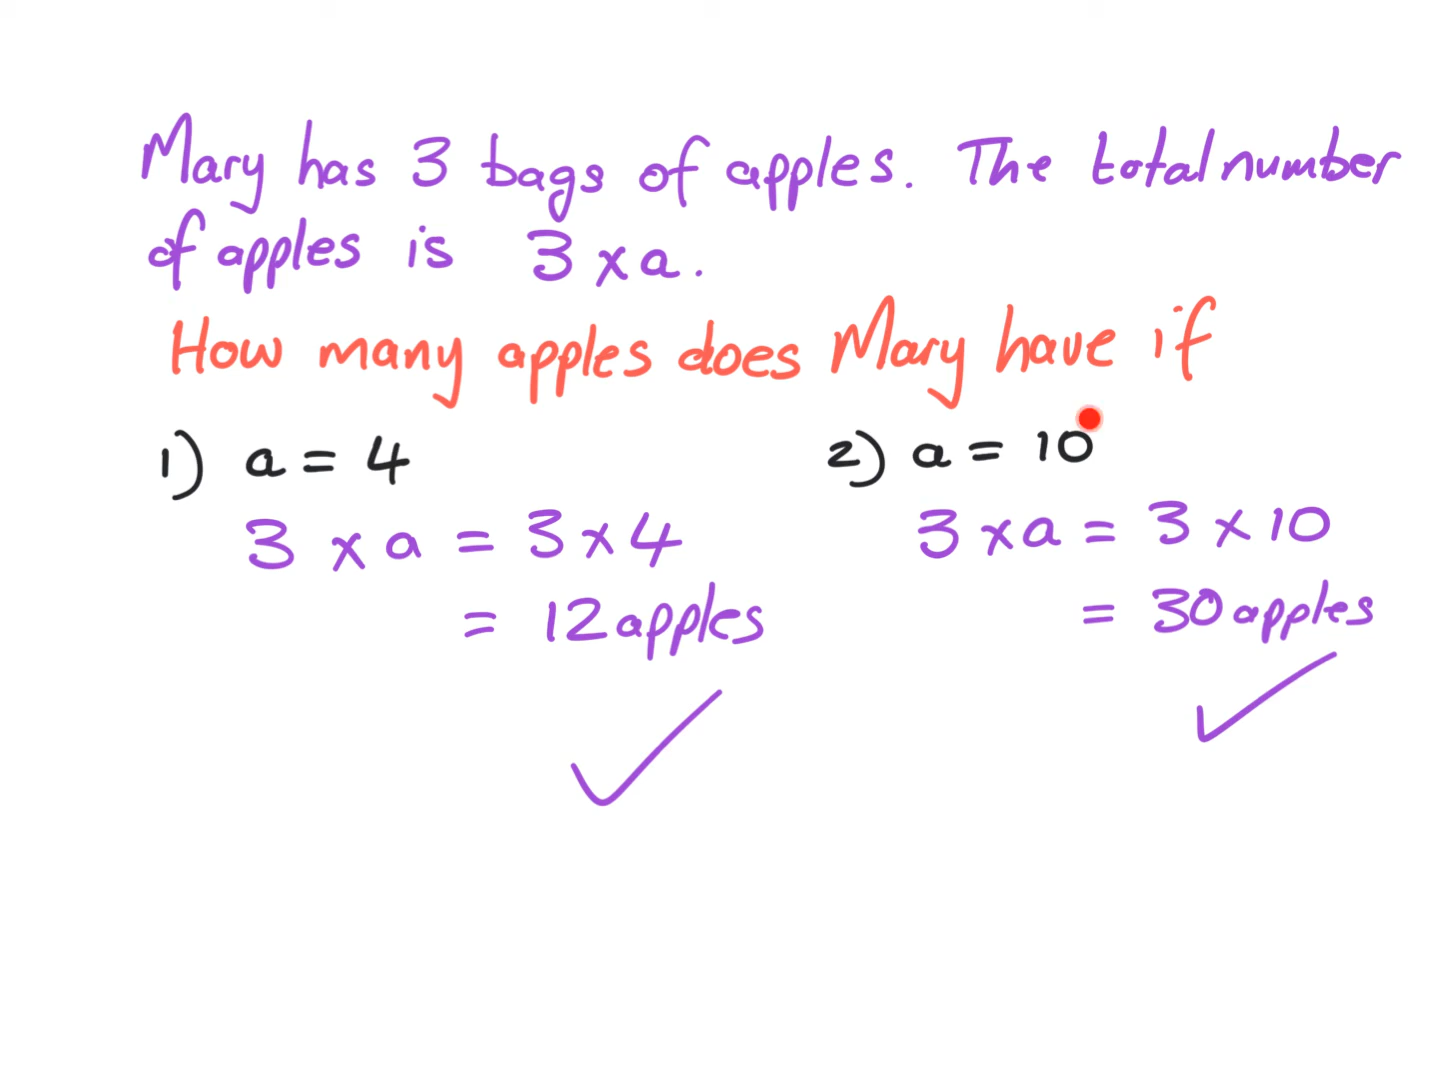 Mary has 3 bags of apples. The total number
of apples is 3 x a.
How many apples does Mary have if
1) a = 4
3 x a = 3 x 4
= 12 apples
2) a = 10
3 x a = 3 x 10
= 30 apples